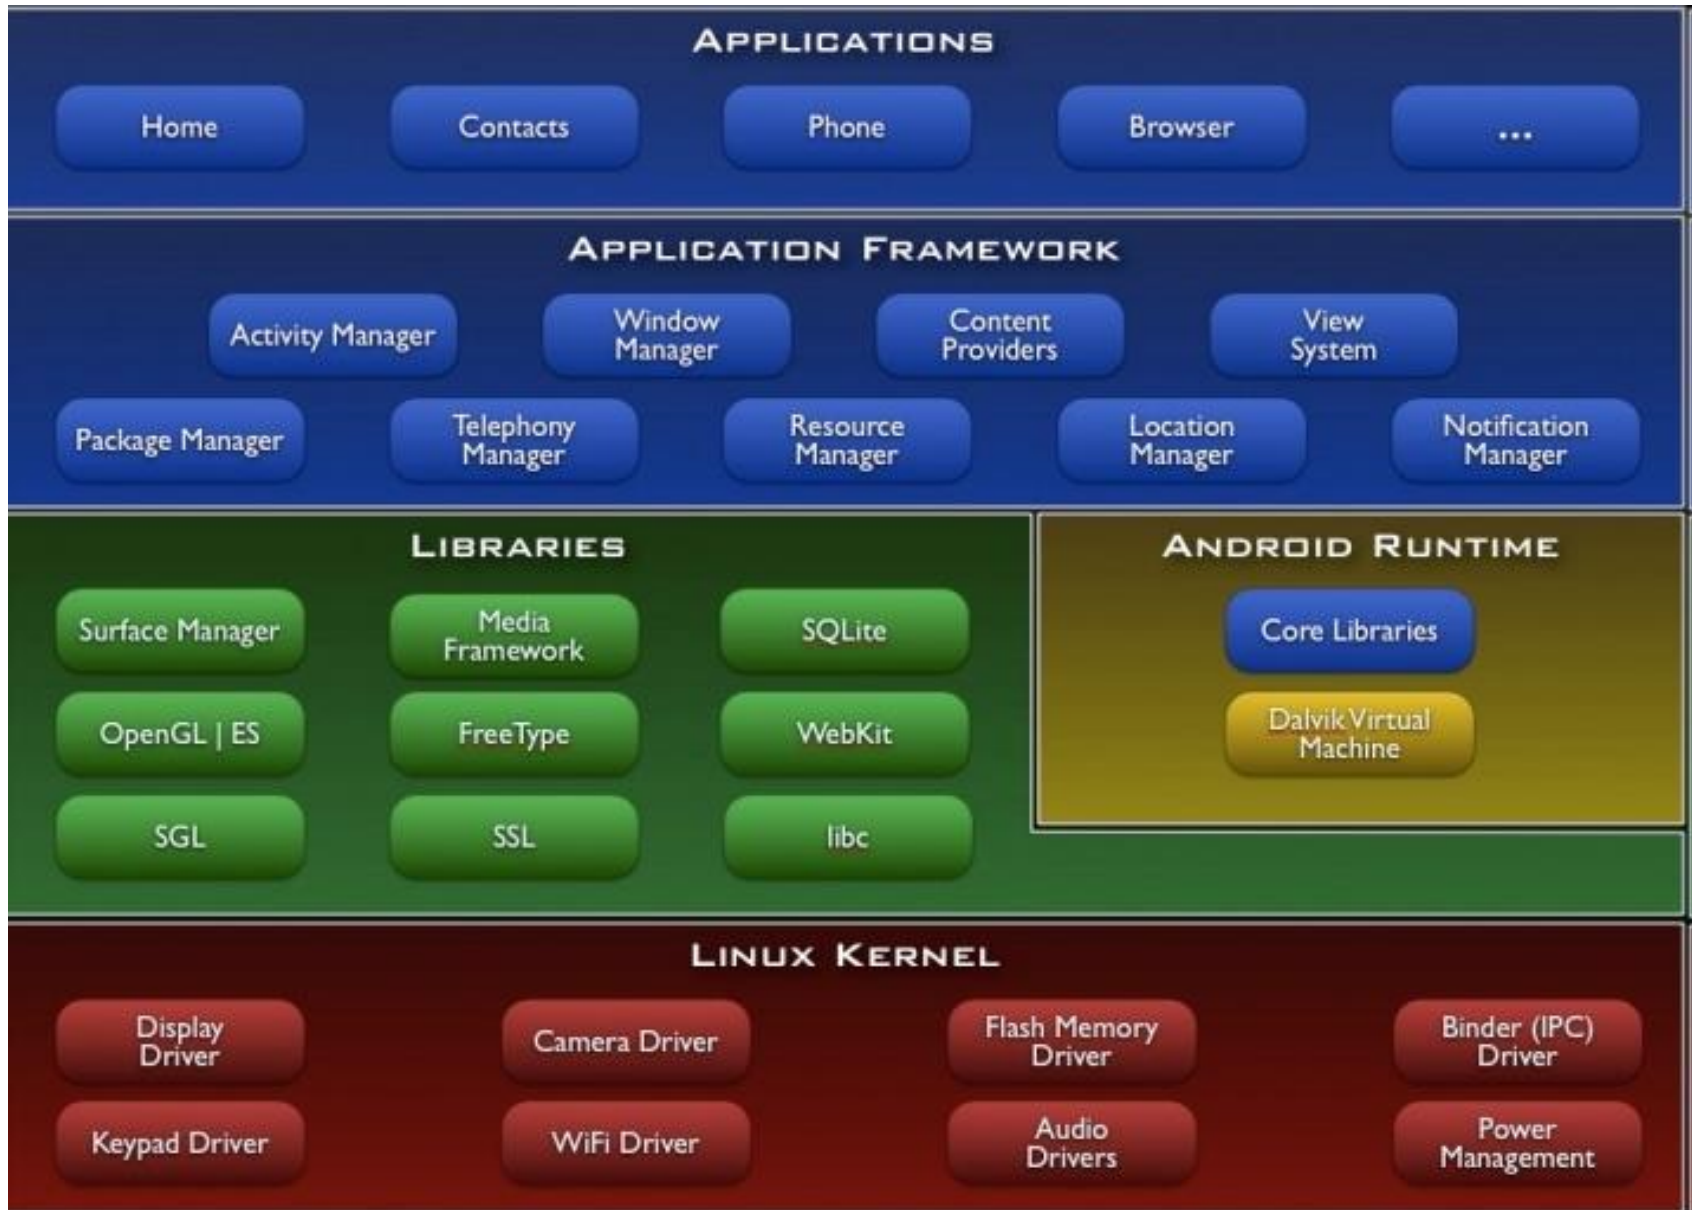 APPLICATIONS
Home
Contacts
Phone
Browser
...
APPLICATION FRAMEWORK
Activity Manager
Window
Manager
Content
Providers
View
System
Package Manager
Telephony
Manager
Resource
Manager
Location
Manager
Notification
Manager
LIBRARIES
Surface Manager
Media
Framework
SQLite
OpenGL | ES
FreeType
WebKit
SGL
SSL
libc
ANDROID RUNTIME
Core Libraries
Dalvik Virtual
Machine
LINUX KERNEL
Display
Driver
Camera Driver
Flash Memory
Driver
Binder (IPC)
Driver
Keypad Driver
WiFi Driver
Audio
Drivers
Power
Management